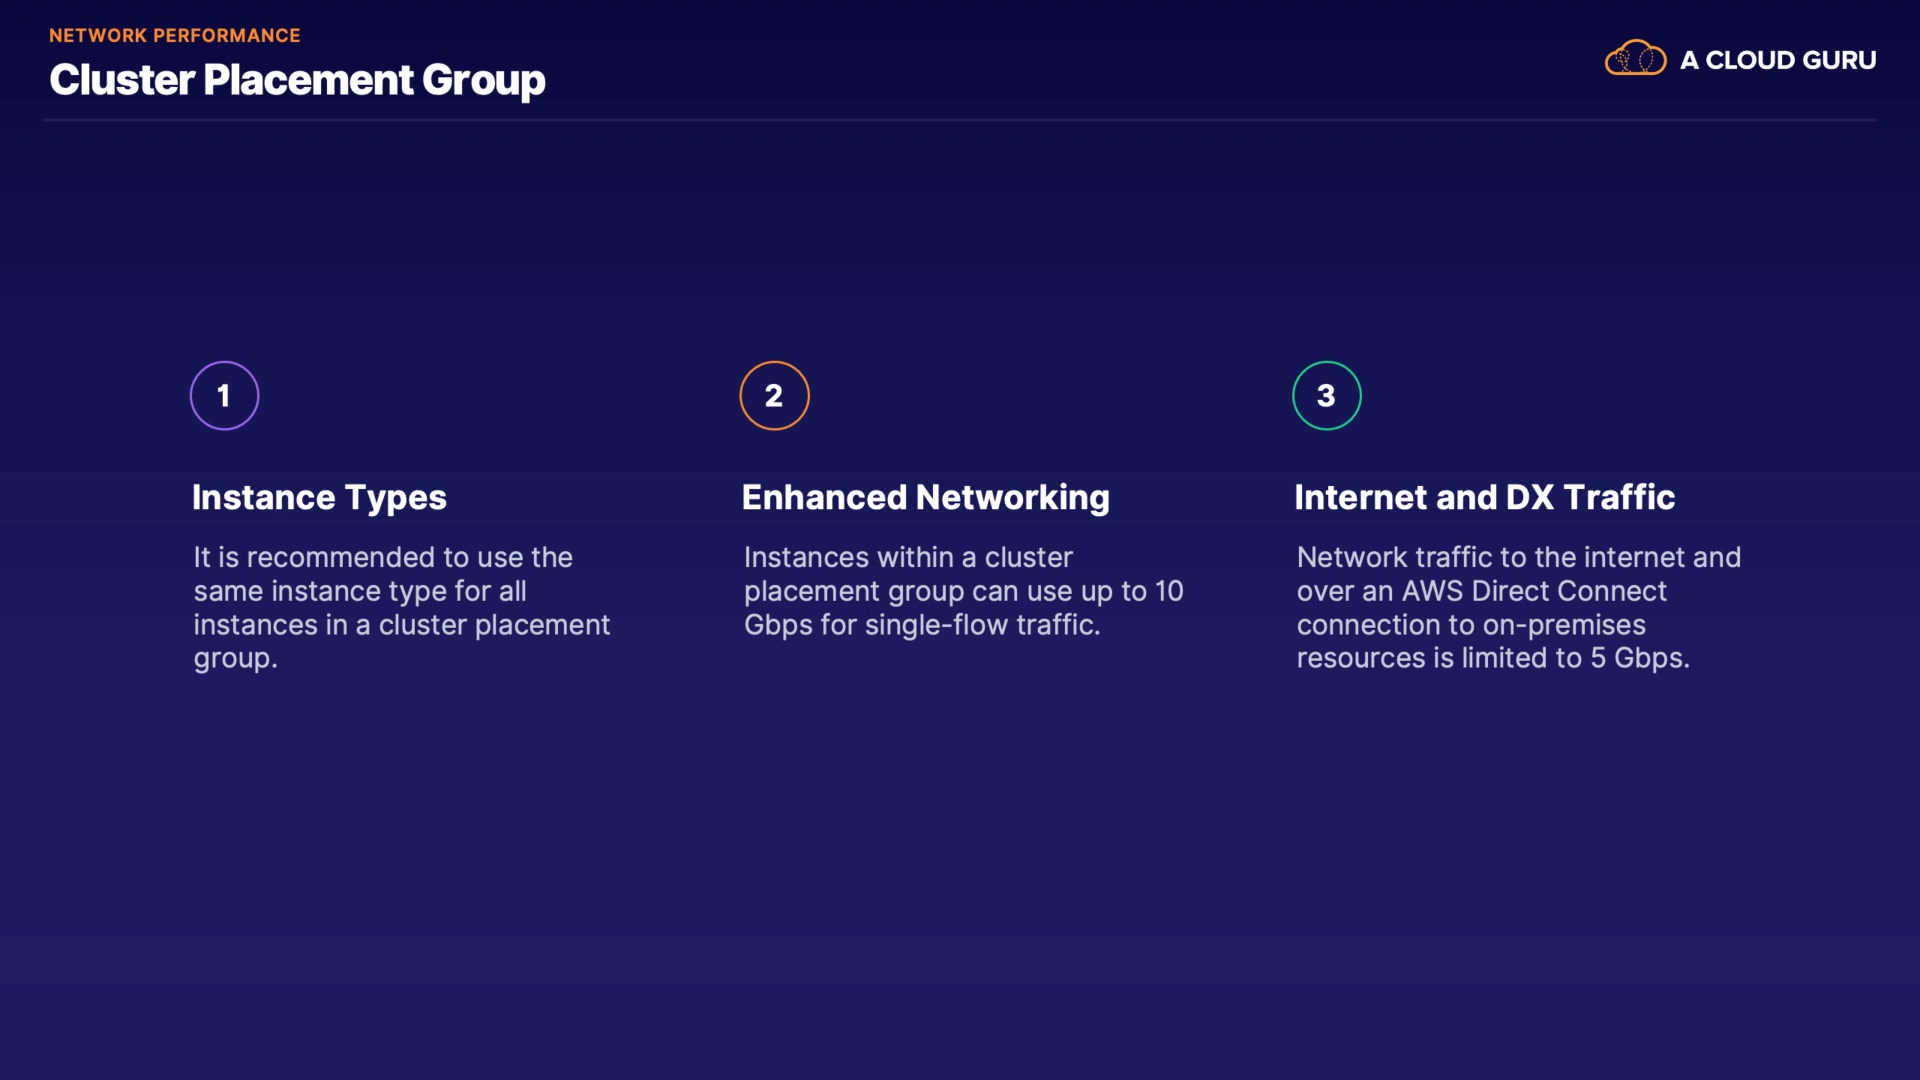 NETWORK PERFORMANCE
Cluster Placement Group
A CLOUD GURU
1
Instance Types
It is recommended to use the
same instance type for all
instances in a cluster placement
group.
2
Enhanced Networking
Instances within a cluster
placement group can use up to 10
Gbps for single-flow traffic.
3
Internet and DX Traffic
Network traffic to the internet and
over an AWS Direct Connect
connection to on-premises
resources is limited to 5 Gbps.